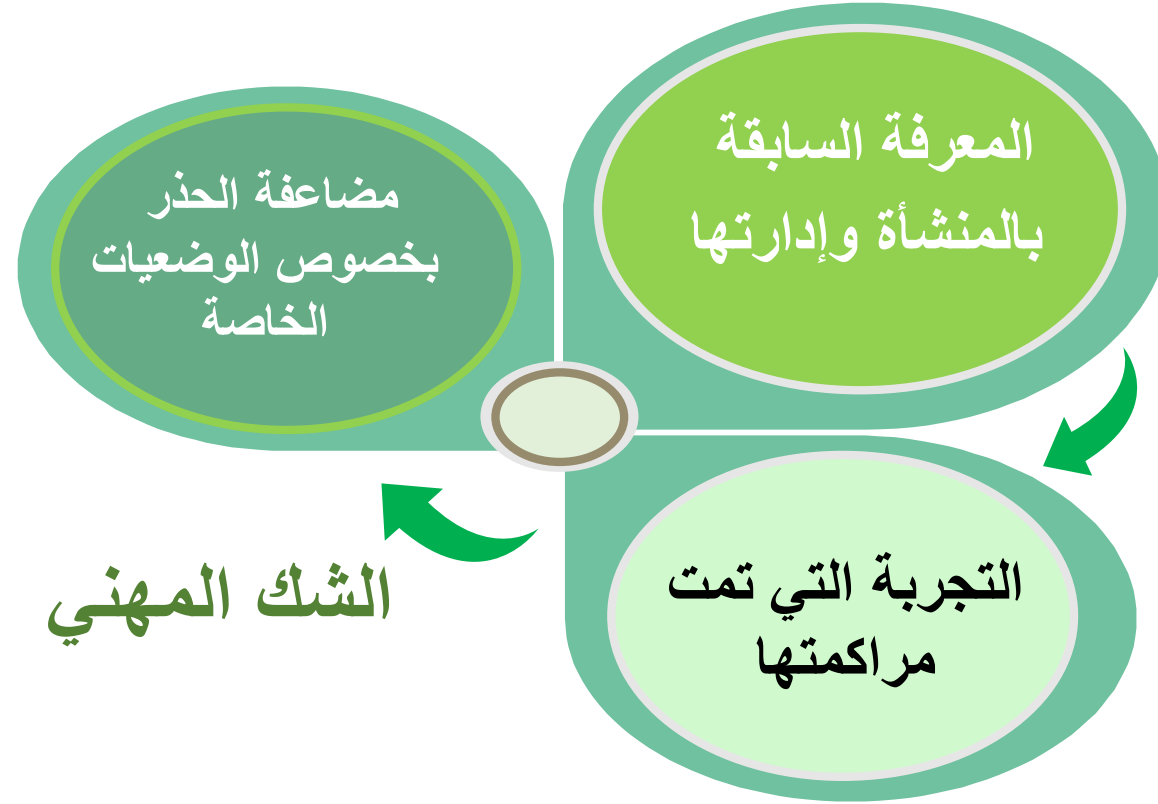 المعرفة السابقة
بالمنشأة وإدارتها
التجربة التي تمت
مراكمتها
مضاعفة الحذر
بخصوص الوضعيات
الخاصة
الشك المهني